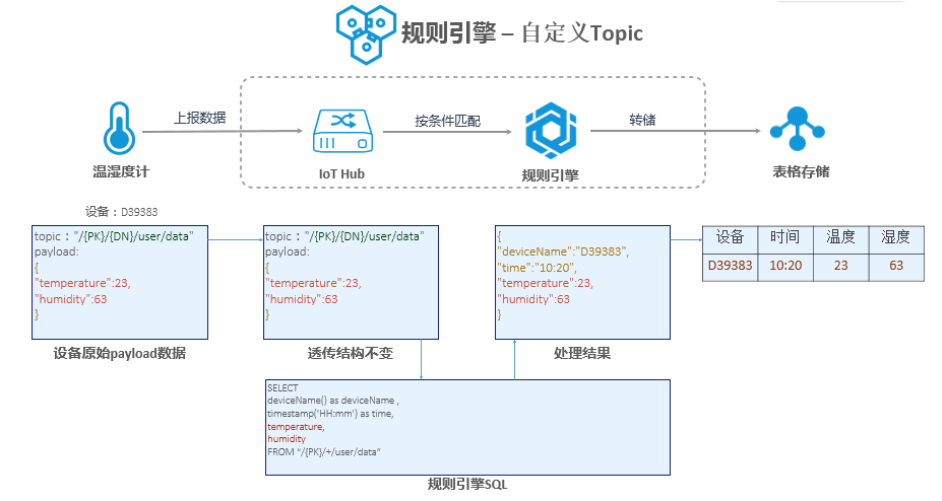 规则引擎 – 自定义Topic
上报数据
按条件匹配
转储
温湿度计
IoT Hub
规则引擎
表格存储
设备：D39383
topic："/{PK}/{DN}/user/data"
payload:
{
"temperature":23,
"humidity":63
}
设备原始payload数据
topic："/{PK}/{DN}/user/data"
payload:
{
"temperature":23,
"humidity":63
}
透传结构不变
{
"deviceName":"D39383",
"time":"10:20",
"temperature":23,
"humidity":63
}
处理结果
设备 时间 温度 湿度
D39383 10:20 23 63
SELECT
deviceName() as deviceName ,
timestamp('HH:mm') as time,
temperature,
humidity
FROM “/{PK}/+/user/data”
规则引擎SQL